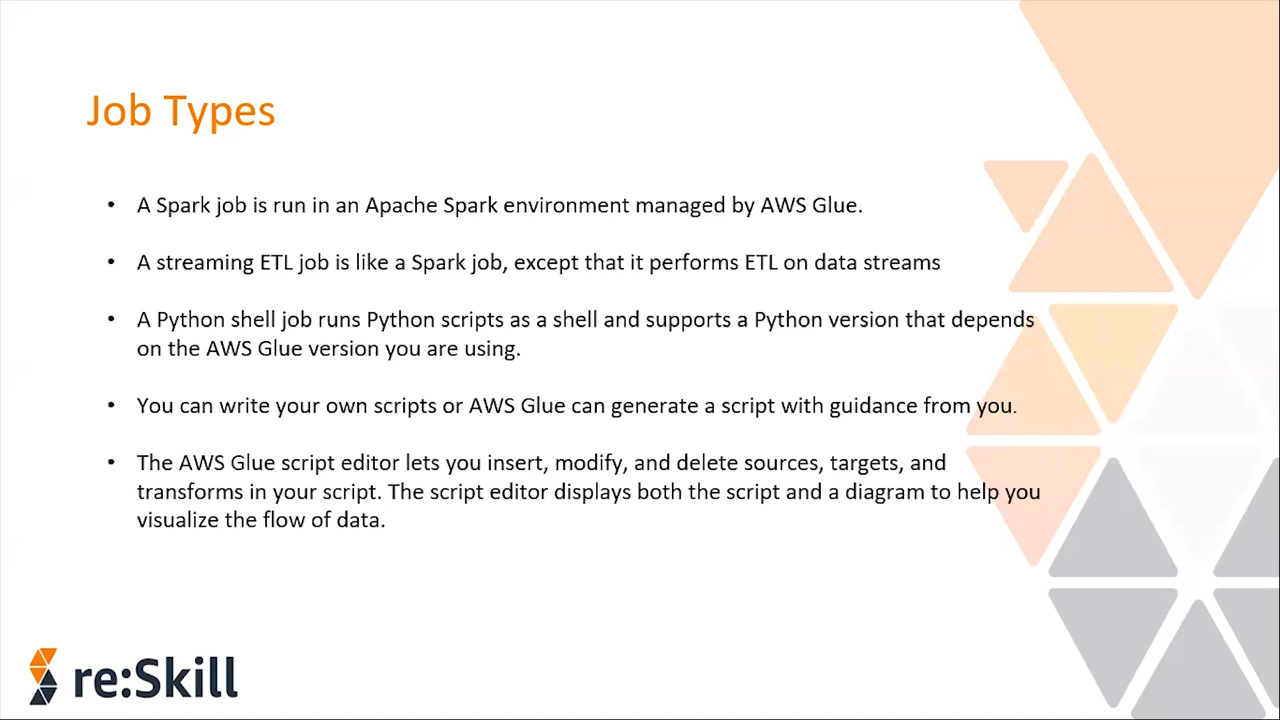 Job Types
• A Spark job is run in an Apache Spark environment managed by AWS Glue.
• A streaming ETL job is like a Spark job, except that it performs ETL on data streams
• A Python shell job runs Python scripts as a shell and supports a Python version that depends
on the AWS Glue version you are using.
• You can write your own scripts or AWS Glue can generate a script with guidance from you.
• The AWS Glue script editor lets you insert, modify, and delete sources, targets, and
transforms in your script. The script editor displays both the script and a diagram to help you
visualize the flow of data.
re:Skill